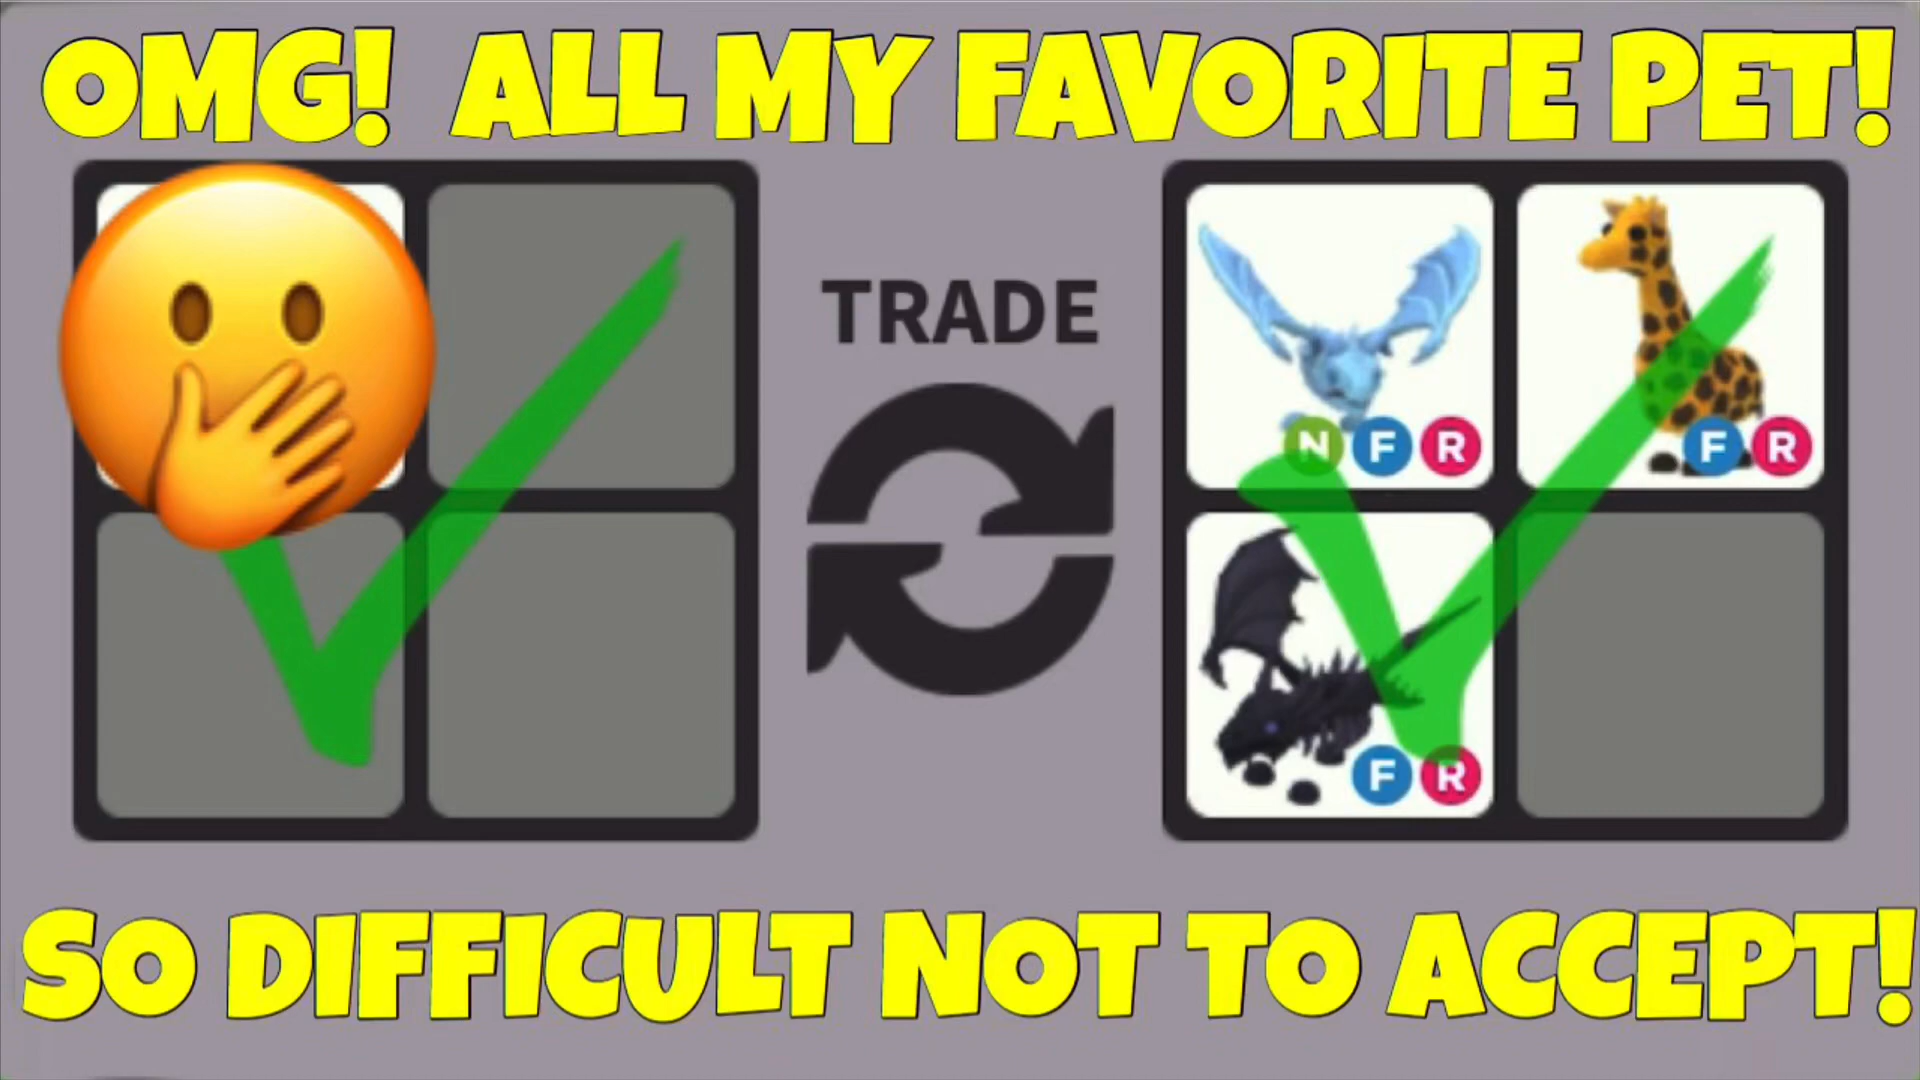 OMG! ALL MY FAVORITE PET!
TRADE
N F R
F R
F R
SO DIFFICULT NOT TO ACCEPT!